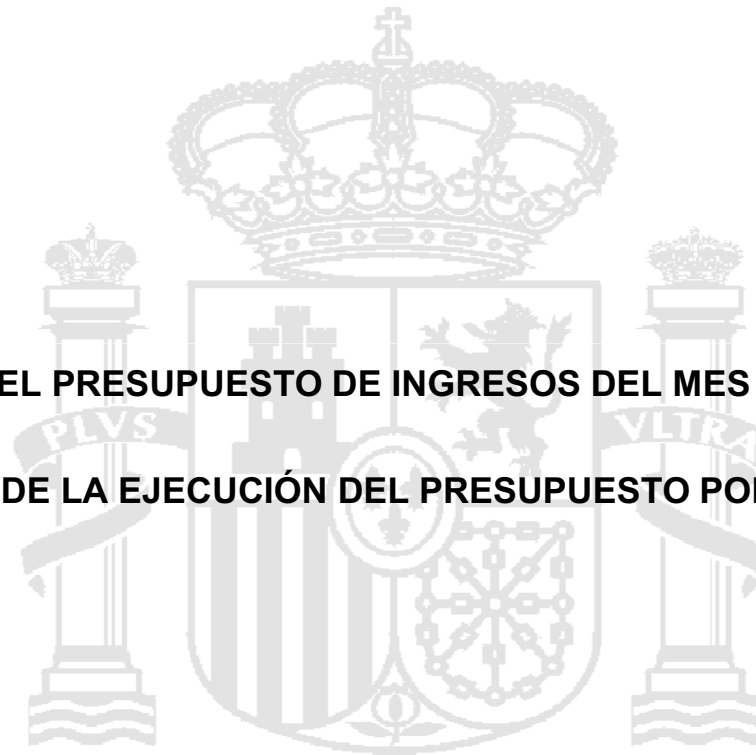 EL PRESUPUESTO DE INGRESOS DEL MES
PLVS
VLTRA
DE LA EJECUCIÓN DEL PRESUPUESTO